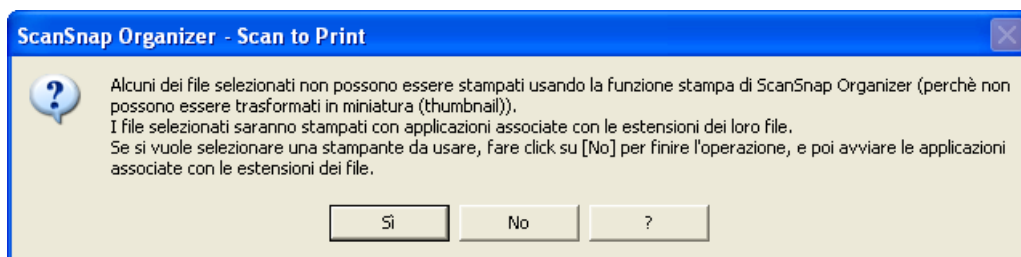 ScanSnap Organizer - Scan to Print
Alcuni dei file selezionati non possono essere stampati usando la funzione stampa di ScanSnap Organizer (perchè non
possono essere trasformati in miniatura (thumbnail)).
I file selezionati saranno stampati con applicazioni associate con le estensioni dei loro file.
Se si vuole selezionare una stampante da usare, fare click su [No] per finire l'operazione, e poi avviare le applicazioni
associate con le estensioni dei file.
Sì No ?